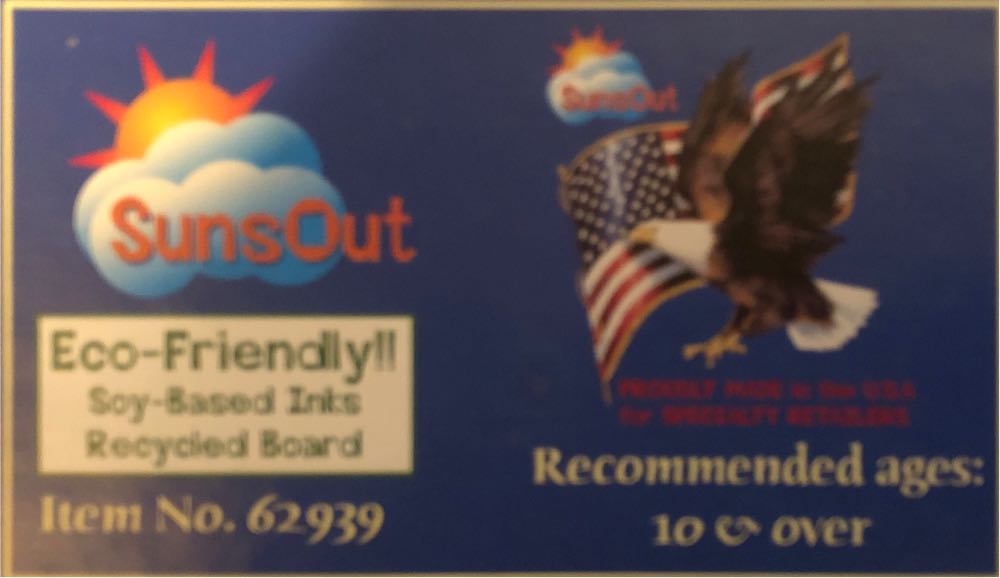 SunsOut
Eco-Friendly!!
Soy-Based Inks
Recycled Board
Item No. 62939
SunsOut
PROUDLY MADE in the USA
for SPECIALTY RETAILERS
Recommended ages:
10 & over